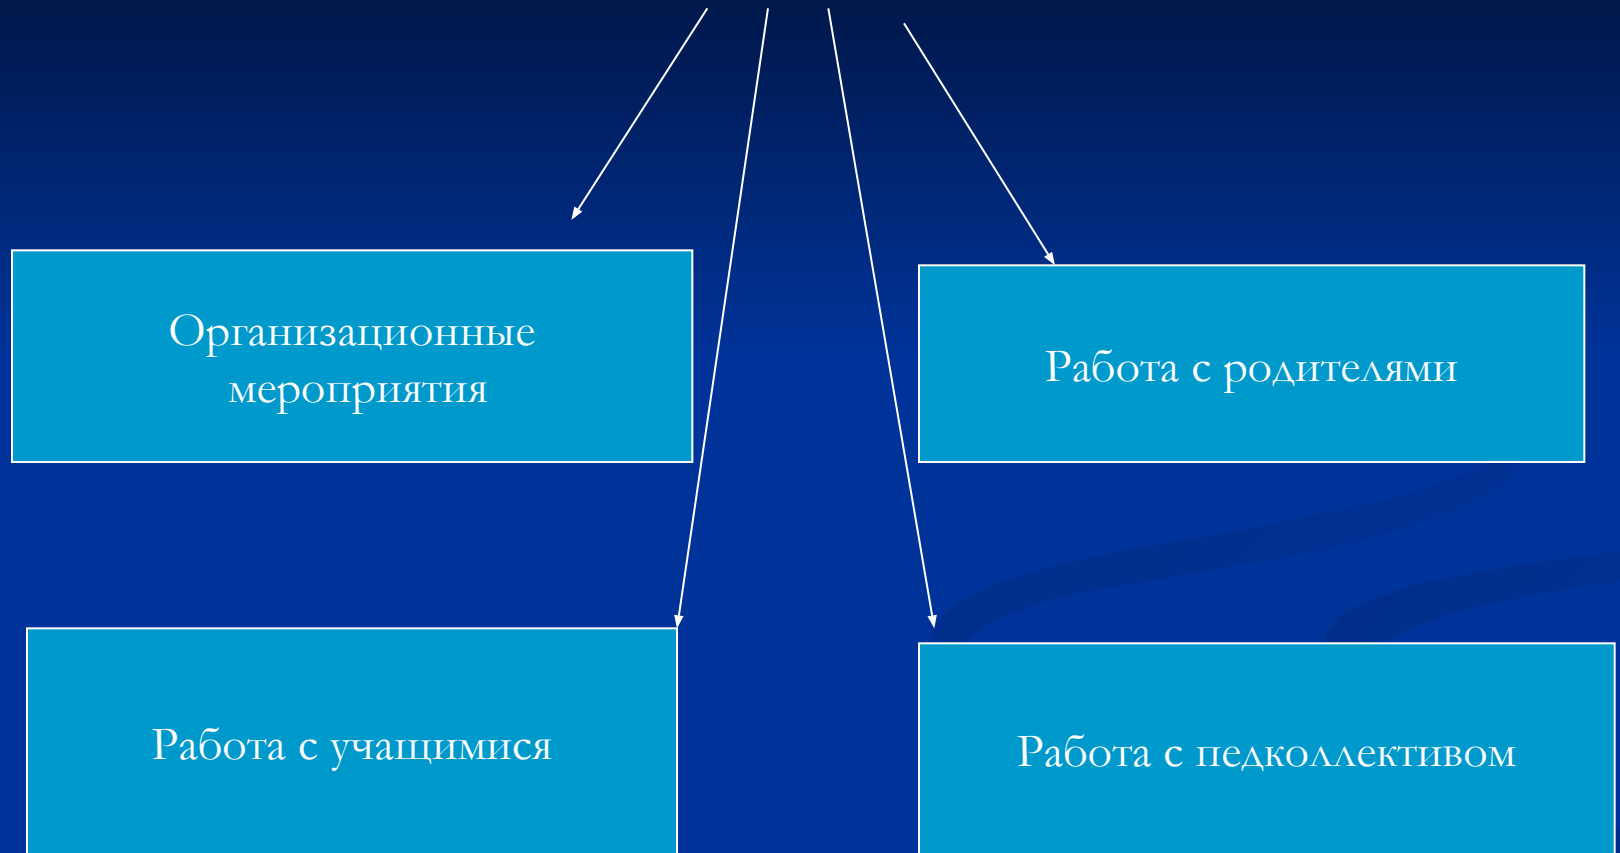 Организационные
мероприятия
Работа с родителями
Работа с учащимися
Работа с педколлективом